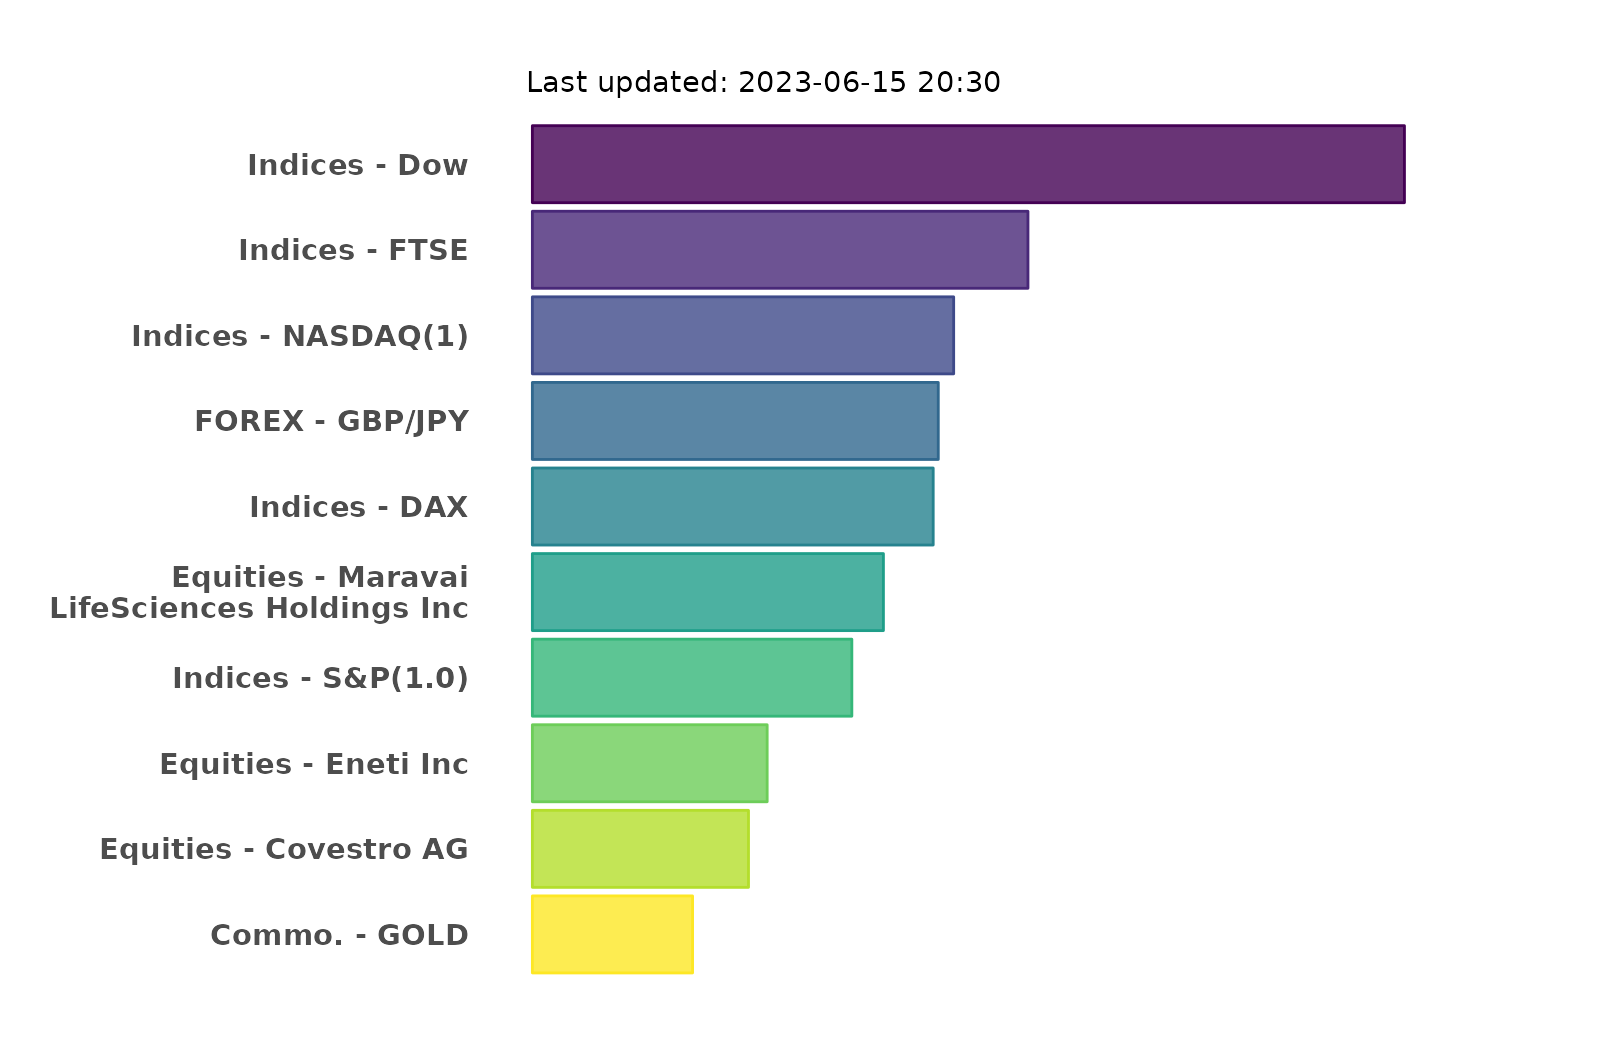 Last updated: 2023-06-15 20:30
Indices - Dow
Indices - FTSE
Indices - NASDAQ(1)
FOREX - GBP/JPY
Indices - DAX
Equities - Maravai
LifeSciences Holdings Inc
Indices - S&P(1.0)
Equities - Eneti Inc
Equities - Covestro AG
Commo. - GOLD